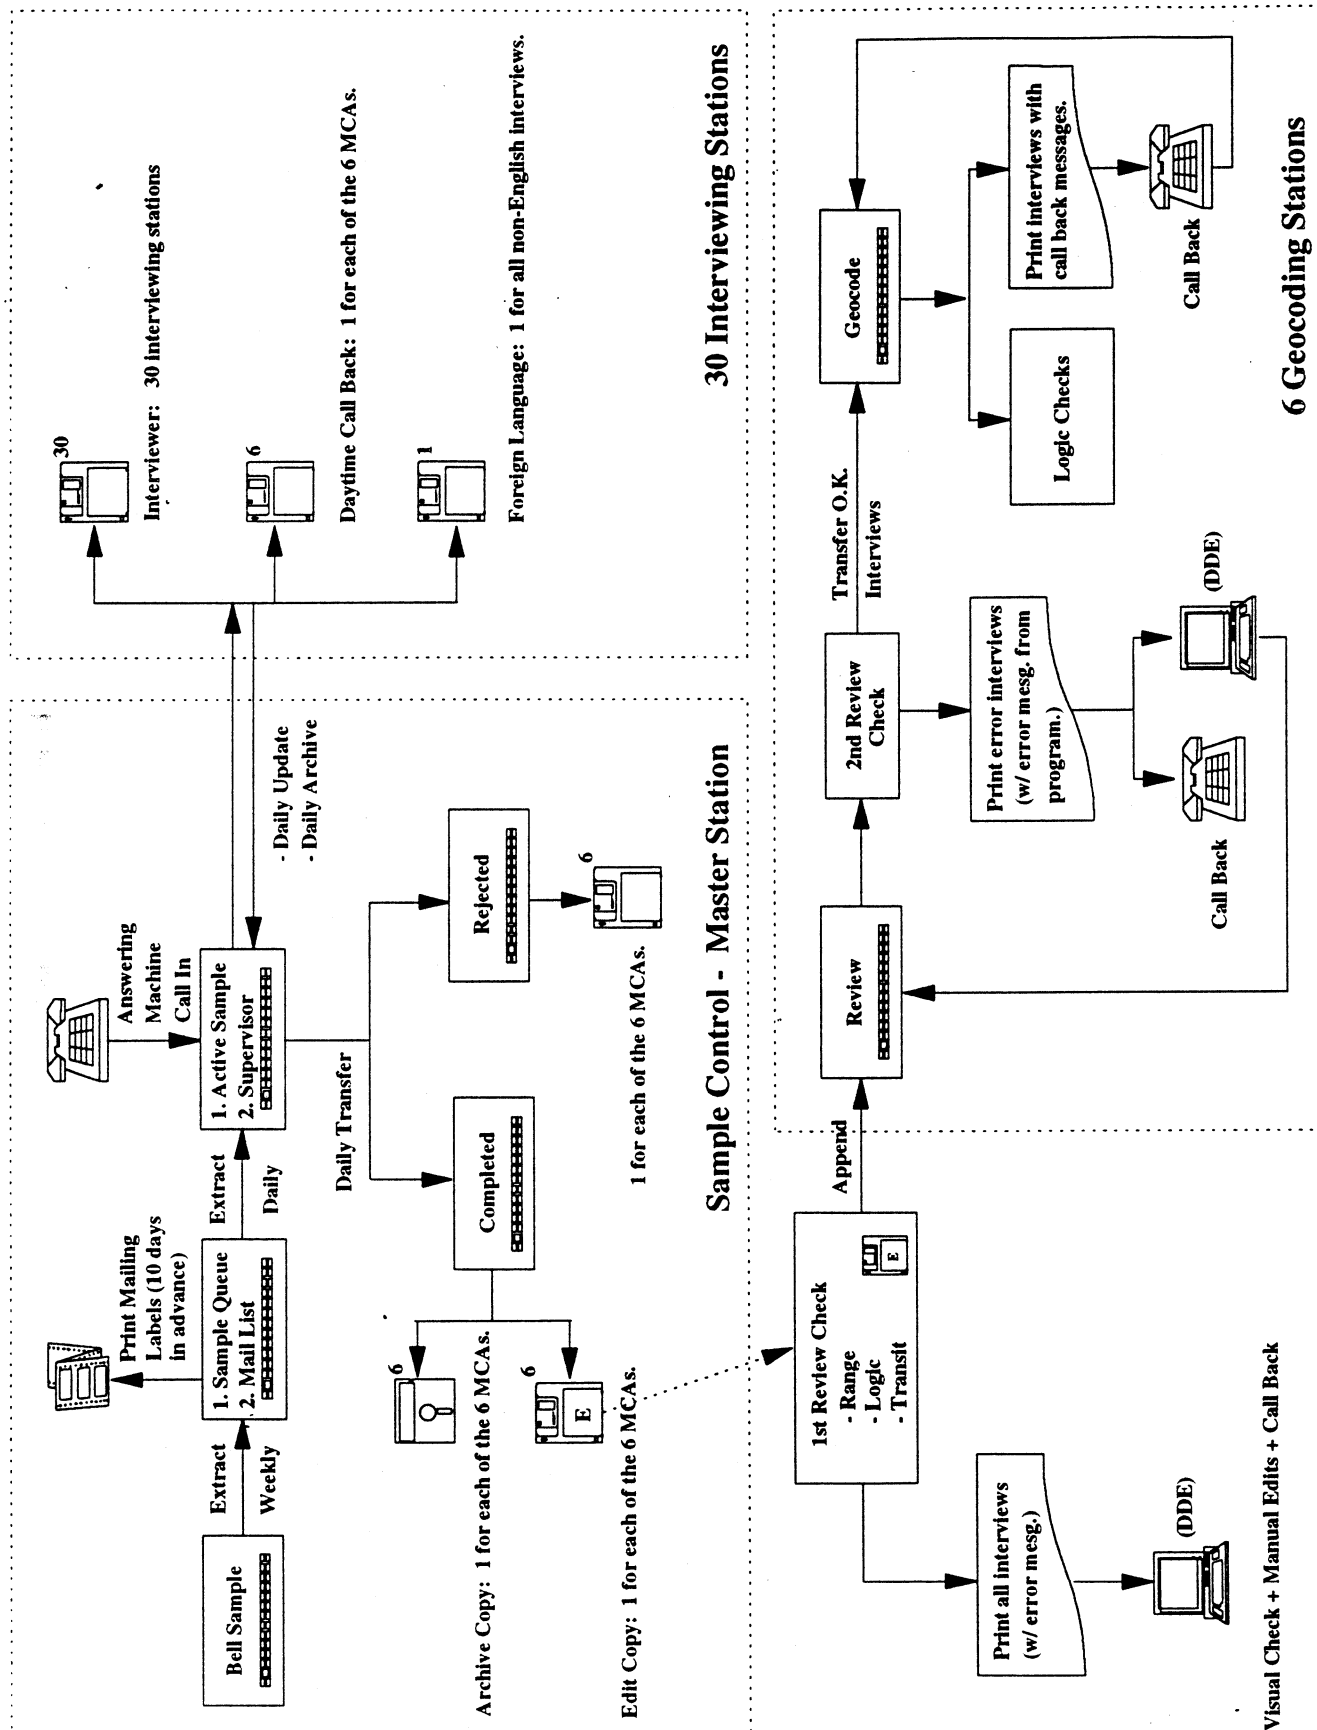 Bell Sample
Extract
Weekly
Print Mailing
Labels (10 days
in advance)
1. Sample Queue
2. Mail List
Extract
Daily
Answering
Machine
Call In
1. Active Sample
2. Supervisor
- Daily Update
- Daily Archive
Daily Transfer
Completed
Rejected
6
1 for each of the 6 MCAs.
6
Archive Copy: 1 for each of the 6 MCAs.
6
E
Edit Copy: 1 for each of the 6 MCAs.
Sample Control - Master Station
30
Interviewer: 30 interviewing stations
6
Daytime Call Back: 1 for each of the 6 MCAs.
1
Foreign Language: 1 for all non-English interviews.
30 Interviewing Stations
1st Review Check
- Range
- Logic
- Transit
E
Print all interviews
(w/ error mesg.)
(DDE)
Visual Check + Manual Edits + Call Back
Append
Review
2nd Review
Check
Print error interviews
(w/ error mesg. from
program.)
Call Back
(DDE)
Transfer O.K.
Interviews
Geocode
Logic Checks
Print interviews with
call back messages.
Call Back
6 Geocoding Stations